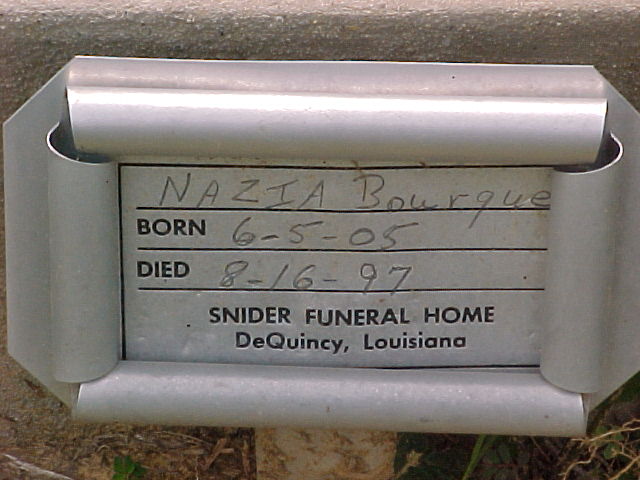 NAZIA Bourque
BORN 6-5-05
DIED 8-16-97
SNIDER FUNERAL HOME
DeQuincy, Louisiana